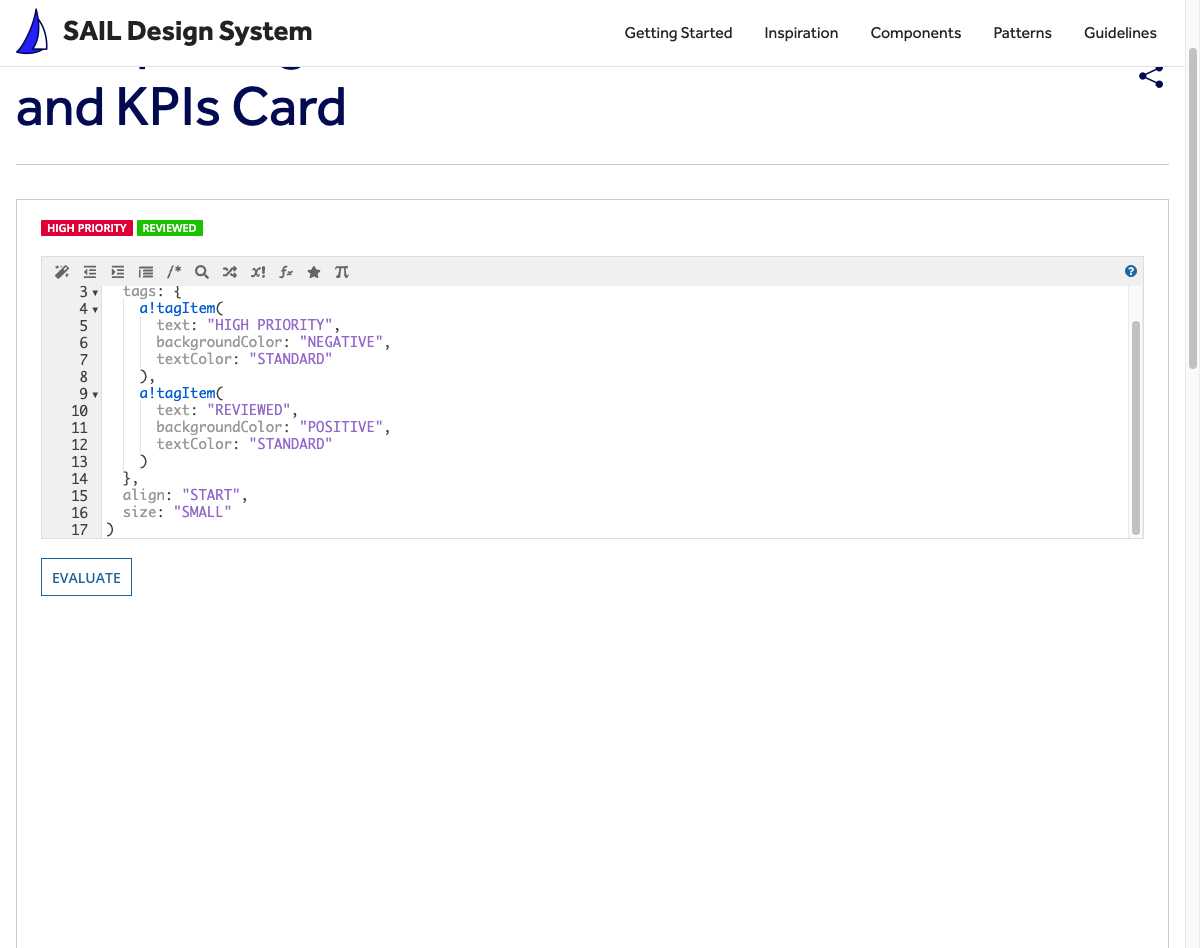 SAIL Design System
Getting Started
Inspiration
Components
Patterns
Guidelines
and KPIs Card
HIGH PRIORITY
REVIEWED
/*
x!
?
3 tags: {
4 a!tagItem(
5 text: "HIGH PRIORITY",
6 backgroundColor: "NEGATIVE",
7 textColor: "STANDARD"
8 ),
9 a!tagItem(
10 text: "REVIEWED",
11 backgroundColor: "POSITIVE",
12 textColor: "STANDARD"
13 )
14 },
15 align: "START",
16 size: "SMALL"
17 )
EVALUATE